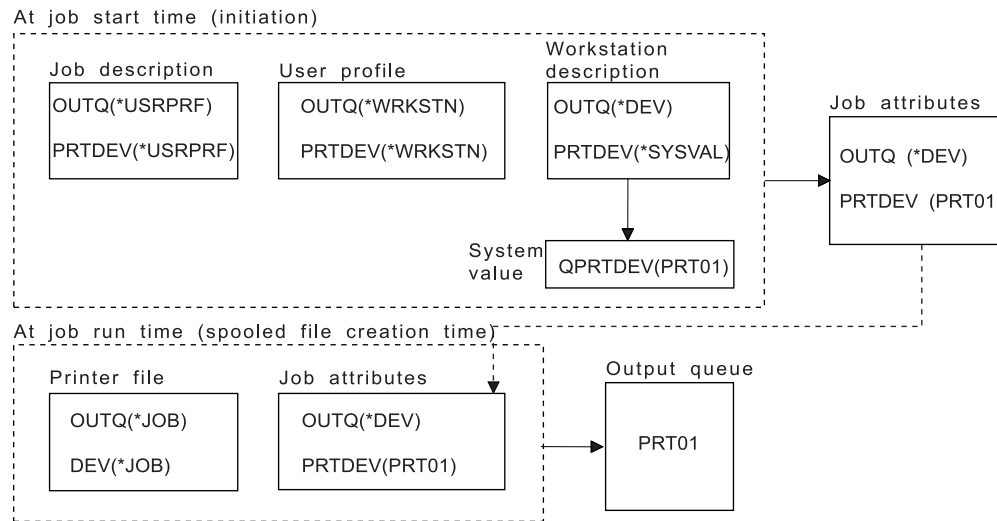 At job start time (initiation)
Job description
OUTQ(*USRPRF)
PRTDEV(*USRPRF)
User profile
OUTQ(*WRKSTN)
PRTDEV(*WRKSTN)
Workstation
description
OUTQ(*DEV)
PRTDEV(*SYSVAL)
System
value
QPRTDEV(PRT01)
Job attributes
OUTQ (*DEV)
PRTDEV (PRT01
At job run time (spooled file creation time)
Printer file
OUTQ(*JOB)
DEV(*JOB)
Job attributes
OUTQ(*DEV)
PRTDEV(PRT01)
Output queue
PRT01